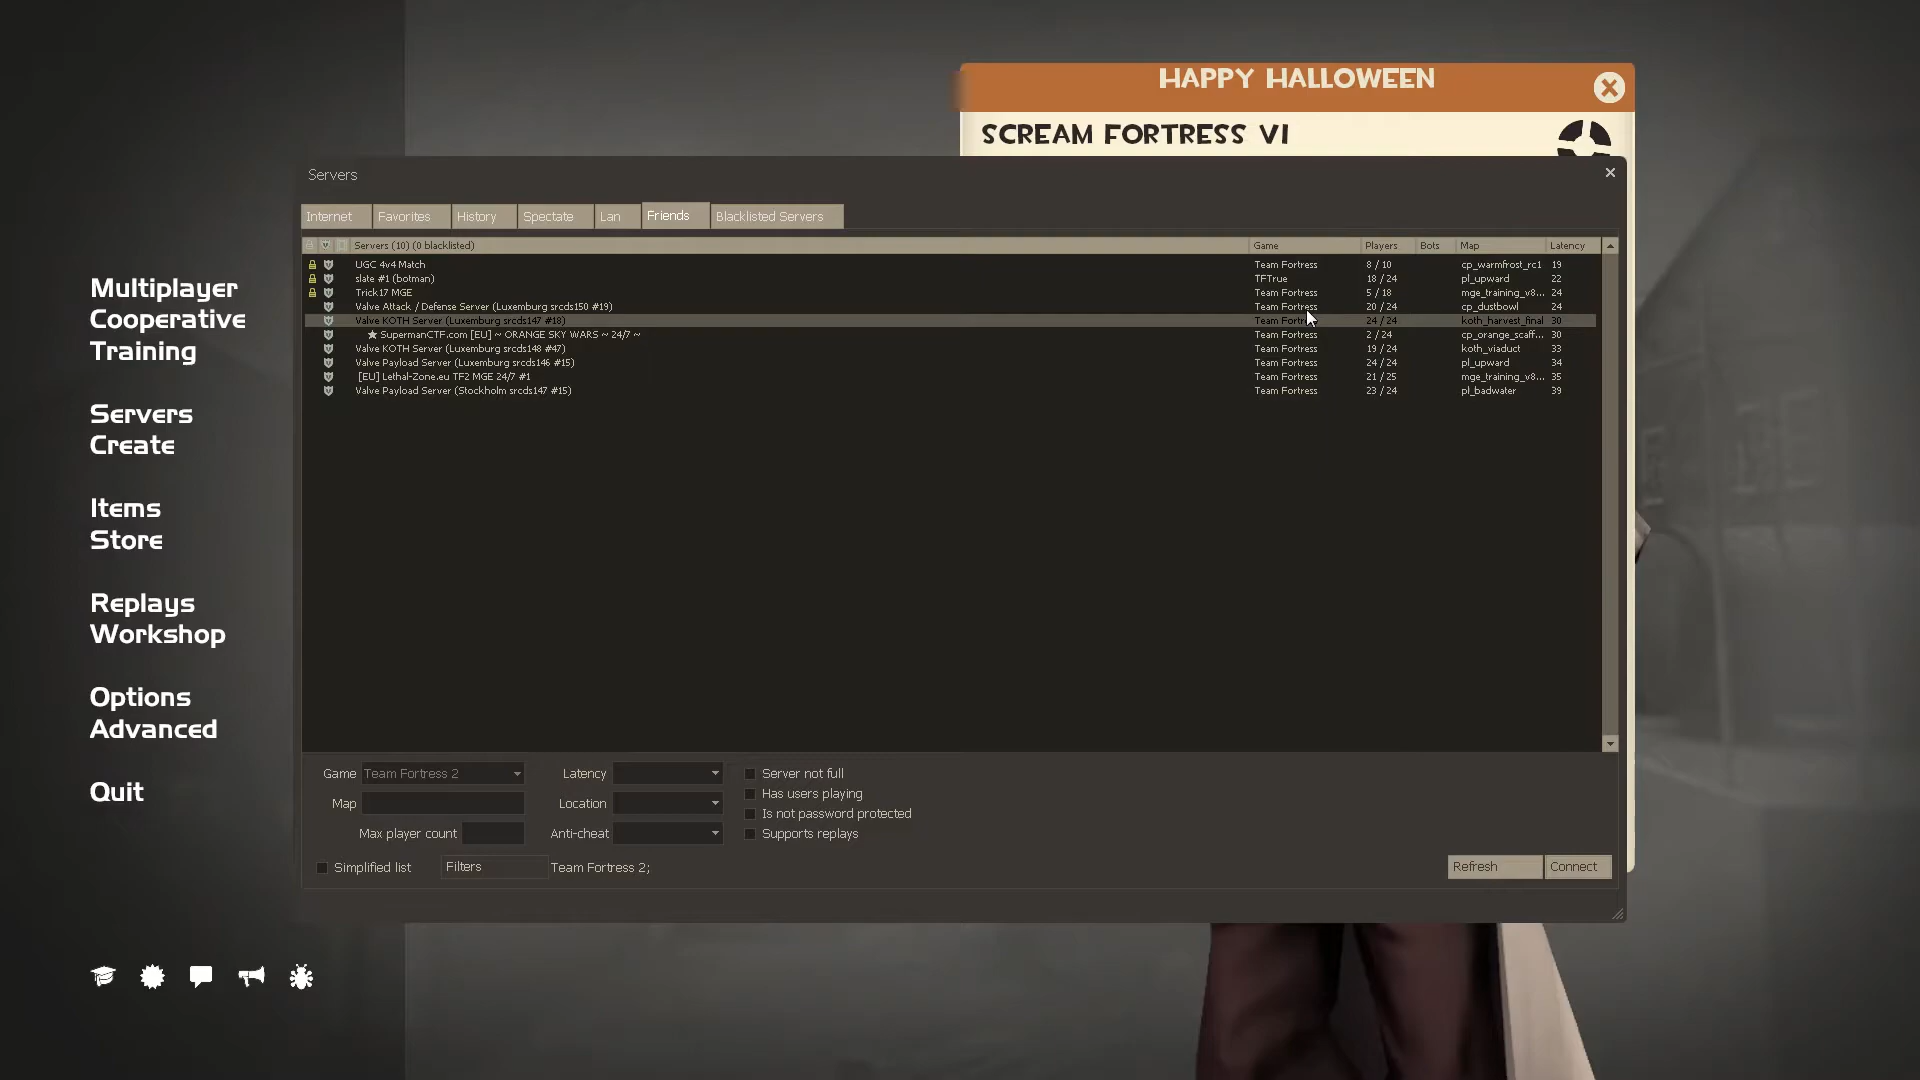 HAPPY HALLOWEEN
SCREAM FORTRESS VI
Servers
Internet Favorites History Spectate Lan Friends Blacklisted Servers
Servers (10) (0 blacklisted) Game Players Bots Map Latency
UGC 4v4 Match Team Fortress 8 / 10 cp_warmfrost_rc1 19
slate #1 (botman) TFTrue 18 / 24 pl_upward 22
Trick17 MGE Team Fortress 5 / 18 mge_training_v8... 24
Valve Attack / Defense Server (Luxemburg srcds150 #19) Team Fortress 20 / 24 cp_dustbowl 24
Valve KOTH Server (Luxemburg srcds147 #18) Team Fortress 24 / 24 koth_harvest_final 30
★ SupermanCTF.com [EU] ~ ORANGE SKY WARS ~ 24/7 ~ Team Fortress 2 / 24 cp_orange_scaff... 30
Valve KOTH Server (Luxemburg srcds148 #47) Team Fortress 19 / 24 koth_viaduct 33
Valve Payload Server (Luxemburg srcds146 #15) Team Fortress 24 / 24 pl_upward 34
[EU] Lethal-Zone.eu TF2 MGE 24/7 #1 Team Fortress 21 / 25 mge_training_v8... 35
Valve Payload Server (Stockholm srcds147 #15) Team Fortress 23 / 24 pl_badwater 39
Multiplayer
Cooperative
Training
Servers
Create
Items
Store
Replays
Workshop
Options
Advanced
Quit
Game Team Fortress 2 Latency Server not full
Has users playing
Map Location
Is not password protected
Max player count Anti-cheat Supports replays
Simplified list Filters Team Fortress 2; Refresh Connect